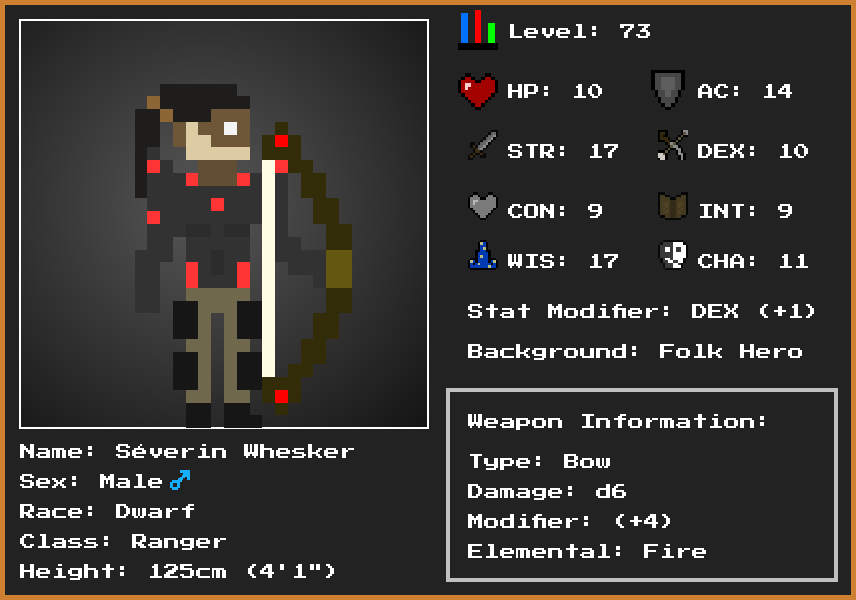 Level: 73
HP: 10
AC: 14
STR: 17
DEX: 10
CON: 9
INT: 9
WIS: 17
CHA: 11
Stat Modifier: DEX (+1)
Background: Folk Hero
Weapon Information:
Type: Bow
Damage: d6
Modifier: (+4)
Elemental: Fire
Name: Séverin Whesker
Sex: Male ♂
Race: Dwarf
Class: Ranger
Height: 125cm (4'1")